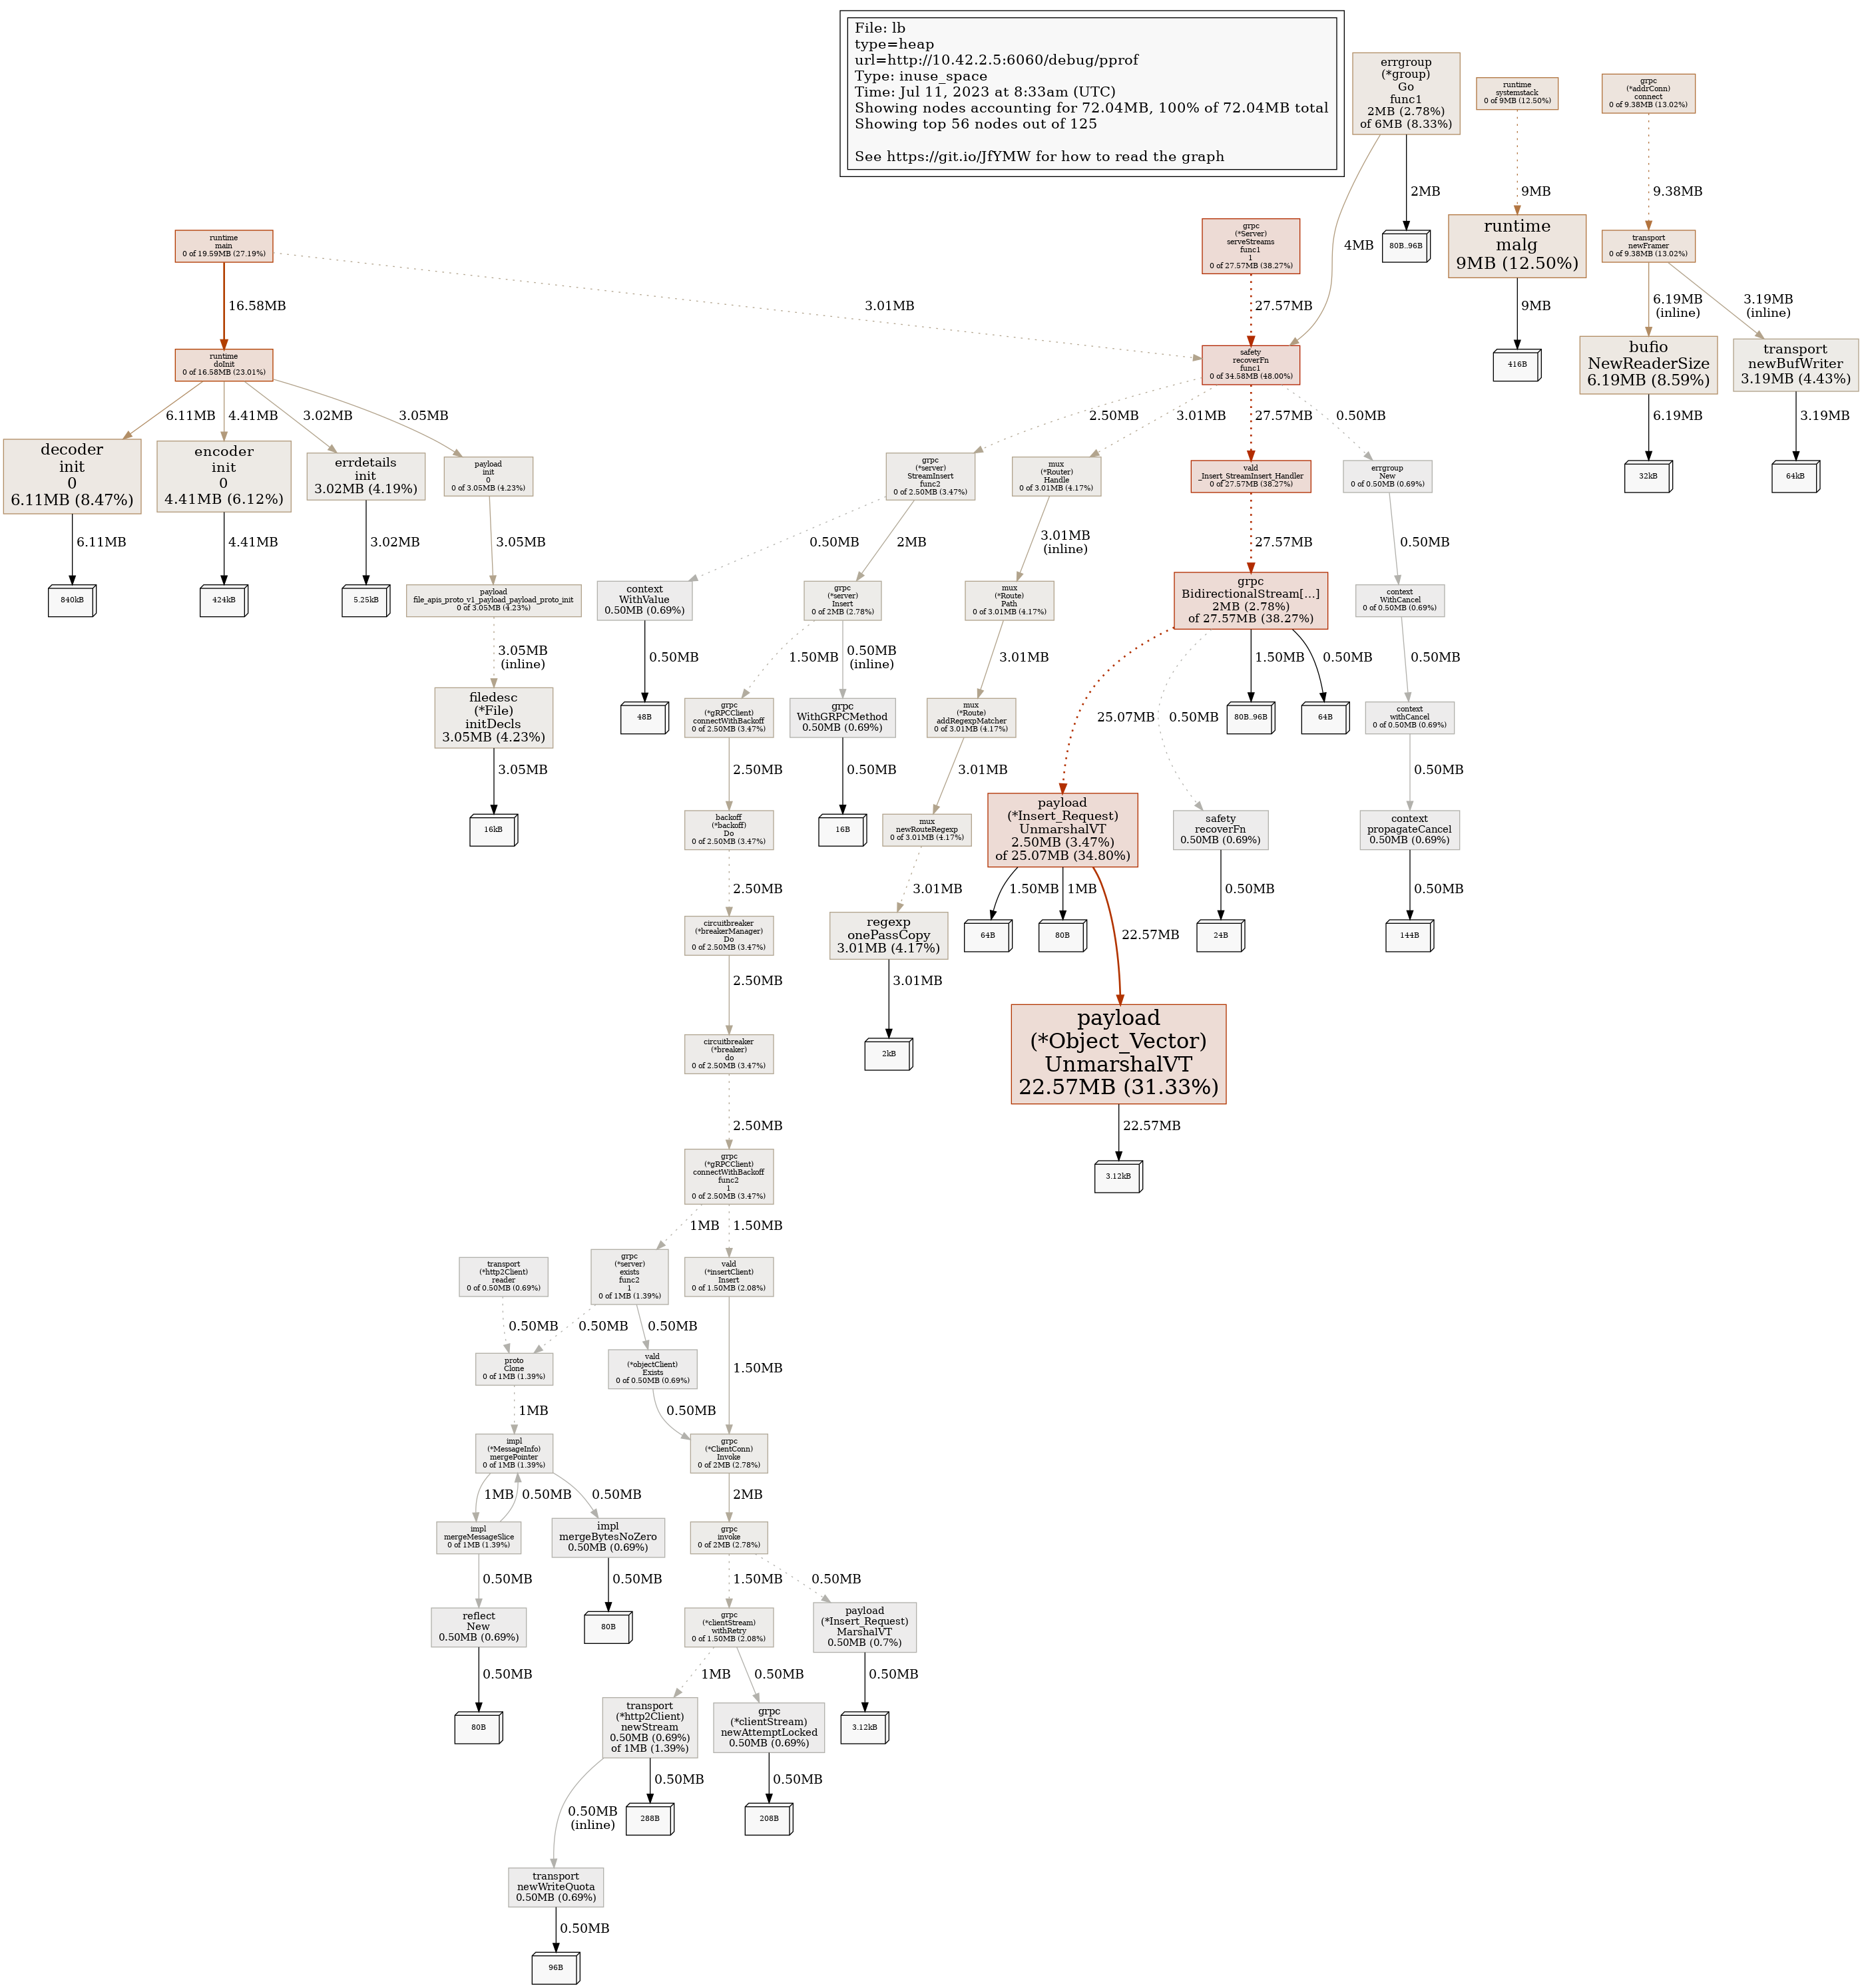 File: lb
type=heap
url=http://10.42.2.5:6060/debug/pprof
Type: inuse_space
Time: Jul 11, 2023 at 8:33am (UTC)
Showing nodes accounting for 72.04MB, 100% of 72.04MB total
Showing top 56 nodes out of 125
See https://git.io/JfYMW for how to read the graph
errgroup
(*group)
Go
func1
2MB (2.78%)
of 6MB (8.33%)
runtime
systemstack
0 of 9MB (12.50%)
grpc
(*addrConn)
connect
0 of 9.38MB (13.02%)
2MB
9MB
9.38MB
runtime
main
0 of 19.59MB (27.19%)
grpc
(*Server)
serveStreams
func1
1
0 of 27.57MB (38.27%)
4MB
80B..96B
runtime
malg
9MB (12.50%)
transport
newFramer
0 of 9.38MB (13.02%)
16.58MB
3.01MB
27.57MB
9MB
6.19MB
(inline)
3.19MB
(inline)
runtime
doInit
0 of 16.58MB (23.01%)
safety
recoverFn
func1
0 of 34.58MB (48.00%)
416B
bufio
NewReaderSize
6.19MB (8.59%)
transport
newBufWriter
3.19MB (4.43%)
6.11MB
4.41MB
3.02MB
3.05MB
2.50MB
3.01MB
27.57MB
0.50MB
6.19MB
3.19MB
decoder
init
0
6.11MB (8.47%)
encoder
init
0
4.41MB (6.12%)
errdetails
init
3.02MB (4.19%)
payload
init
0
0 of 3.05MB (4.23%)
grpc
(*server)
StreamInsert
func2
0 of 2.50MB (3.47%)
mux
(*Router)
Handle
0 of 3.01MB (4.17%)
vald
_Insert_StreamInsert_Handler
0 of 27.57MB (38.27%)
errgroup
New
0 of 0.50MB (0.69%)
32kB
64kB
6.11MB
4.41MB
3.02MB
3.05MB
0.50MB
2MB
3.01MB
(inline)
27.57MB
0.50MB
840kB
424kB
5.25kB
payload
file_apis_proto_v1_payload_payload_proto_init
0 of 3.05MB (4.23%)
context
WithValue
0.50MB (0.69%)
grpc
(*server)
Insert
0 of 2MB (2.78%)
mux
(*Route)
Path
0 of 3.01MB (4.17%)
grpc
BidirectionalStream[...]
2MB (2.78%)
of 27.57MB (38.27%)
context
WithCancel
0 of 0.50MB (0.69%)
3.05MB
(inline)
0.50MB
1.50MB
0.50MB
(inline)
3.01MB
25.07MB
0.50MB
1.50MB
0.50MB
0.50MB
filedesc
(*File)
initDecls
3.05MB (4.23%)
48B
grpc
(*gRPCClient)
connectWithBackoff
0 of 2.50MB (3.47%)
grpc
WithGRPCMethod
0.50MB (0.69%)
mux
(*Route)
addRegexpMatcher
0 of 3.01MB (4.17%)
80B..96B
64B
context
withCancel
0 of 0.50MB (0.69%)
3.05MB
2.50MB
0.50MB
3.01MB
0.50MB
16kB
backoff
(*backoff)
Do
0 of 2.50MB (3.47%)
16B
mux
newRouteRegexp
0 of 3.01MB (4.17%)
payload
(*Insert_Request)
UnmarshalVT
2.50MB (3.47%)
of 25.07MB (34.80%)
safety
recoverFn
0.50MB (0.69%)
context
propagateCancel
0.50MB (0.69%)
2.50MB
3.01MB
1.50MB
1MB
22.57MB
0.50MB
0.50MB
circuitbreaker
(*breakerManager)
Do
0 of 2.50MB (3.47%)
regexp
onePassCopy
3.01MB (4.17%)
64B
80B
24B
144B
2.50MB
3.01MB
circuitbreaker
(*breaker)
do
0 of 2.50MB (3.47%)
2kB
payload
(*Object_Vector)
UnmarshalVT
22.57MB (31.33%)
2.50MB
22.57MB
grpc
(*gRPCClient)
connectWithBackoff
func2
1
0 of 2.50MB (3.47%)
3.12kB
1MB
1.50MB
transport
(*http2Client)
reader
0 of 0.50MB (0.69%)
grpc
(*server)
exists
func2
1
0 of 1MB (1.39%)
vald
(*insertClient)
Insert
0 of 1.50MB (2.08%)
0.50MB
0.50MB
0.50MB
1.50MB
proto
Clone
0 of 1MB (1.39%)
vald
(*objectClient)
Exists
0 of 0.50MB (0.69%)
1MB
0.50MB
impl
(*MessageInfo)
mergePointer
0 of 1MB (1.39%)
grpc
(*ClientConn)
Invoke
0 of 2MB (2.78%)
1MB
0.50MB
0.50MB
2MB
impl
mergeMessageSlice
0 of 1MB (1.39%)
impl
mergeBytesNoZero
0.50MB (0.69%)
grpc
invoke
0 of 2MB (2.78%)
0.50MB
0.50MB
1.50MB
0.50MB
reflect
New
0.50MB (0.69%)
80B
grpc
(*clientStream)
withRetry
0 of 1.50MB (2.08%)
payload
(*Insert_Request)
MarshalVT
0.50MB (0.7%)
0.50MB
1MB
0.50MB
0.50MB
80B
transport
(*http2Client)
newStream
0.50MB (0.69%)
of 1MB (1.39%)
grpc
(*clientStream)
newAttemptLocked
0.50MB (0.69%)
3.12kB
0.50MB
(inline)
0.50MB
0.50MB
288B
208B
transport
newWriteQuota
0.50MB (0.69%)
0.50MB
96B